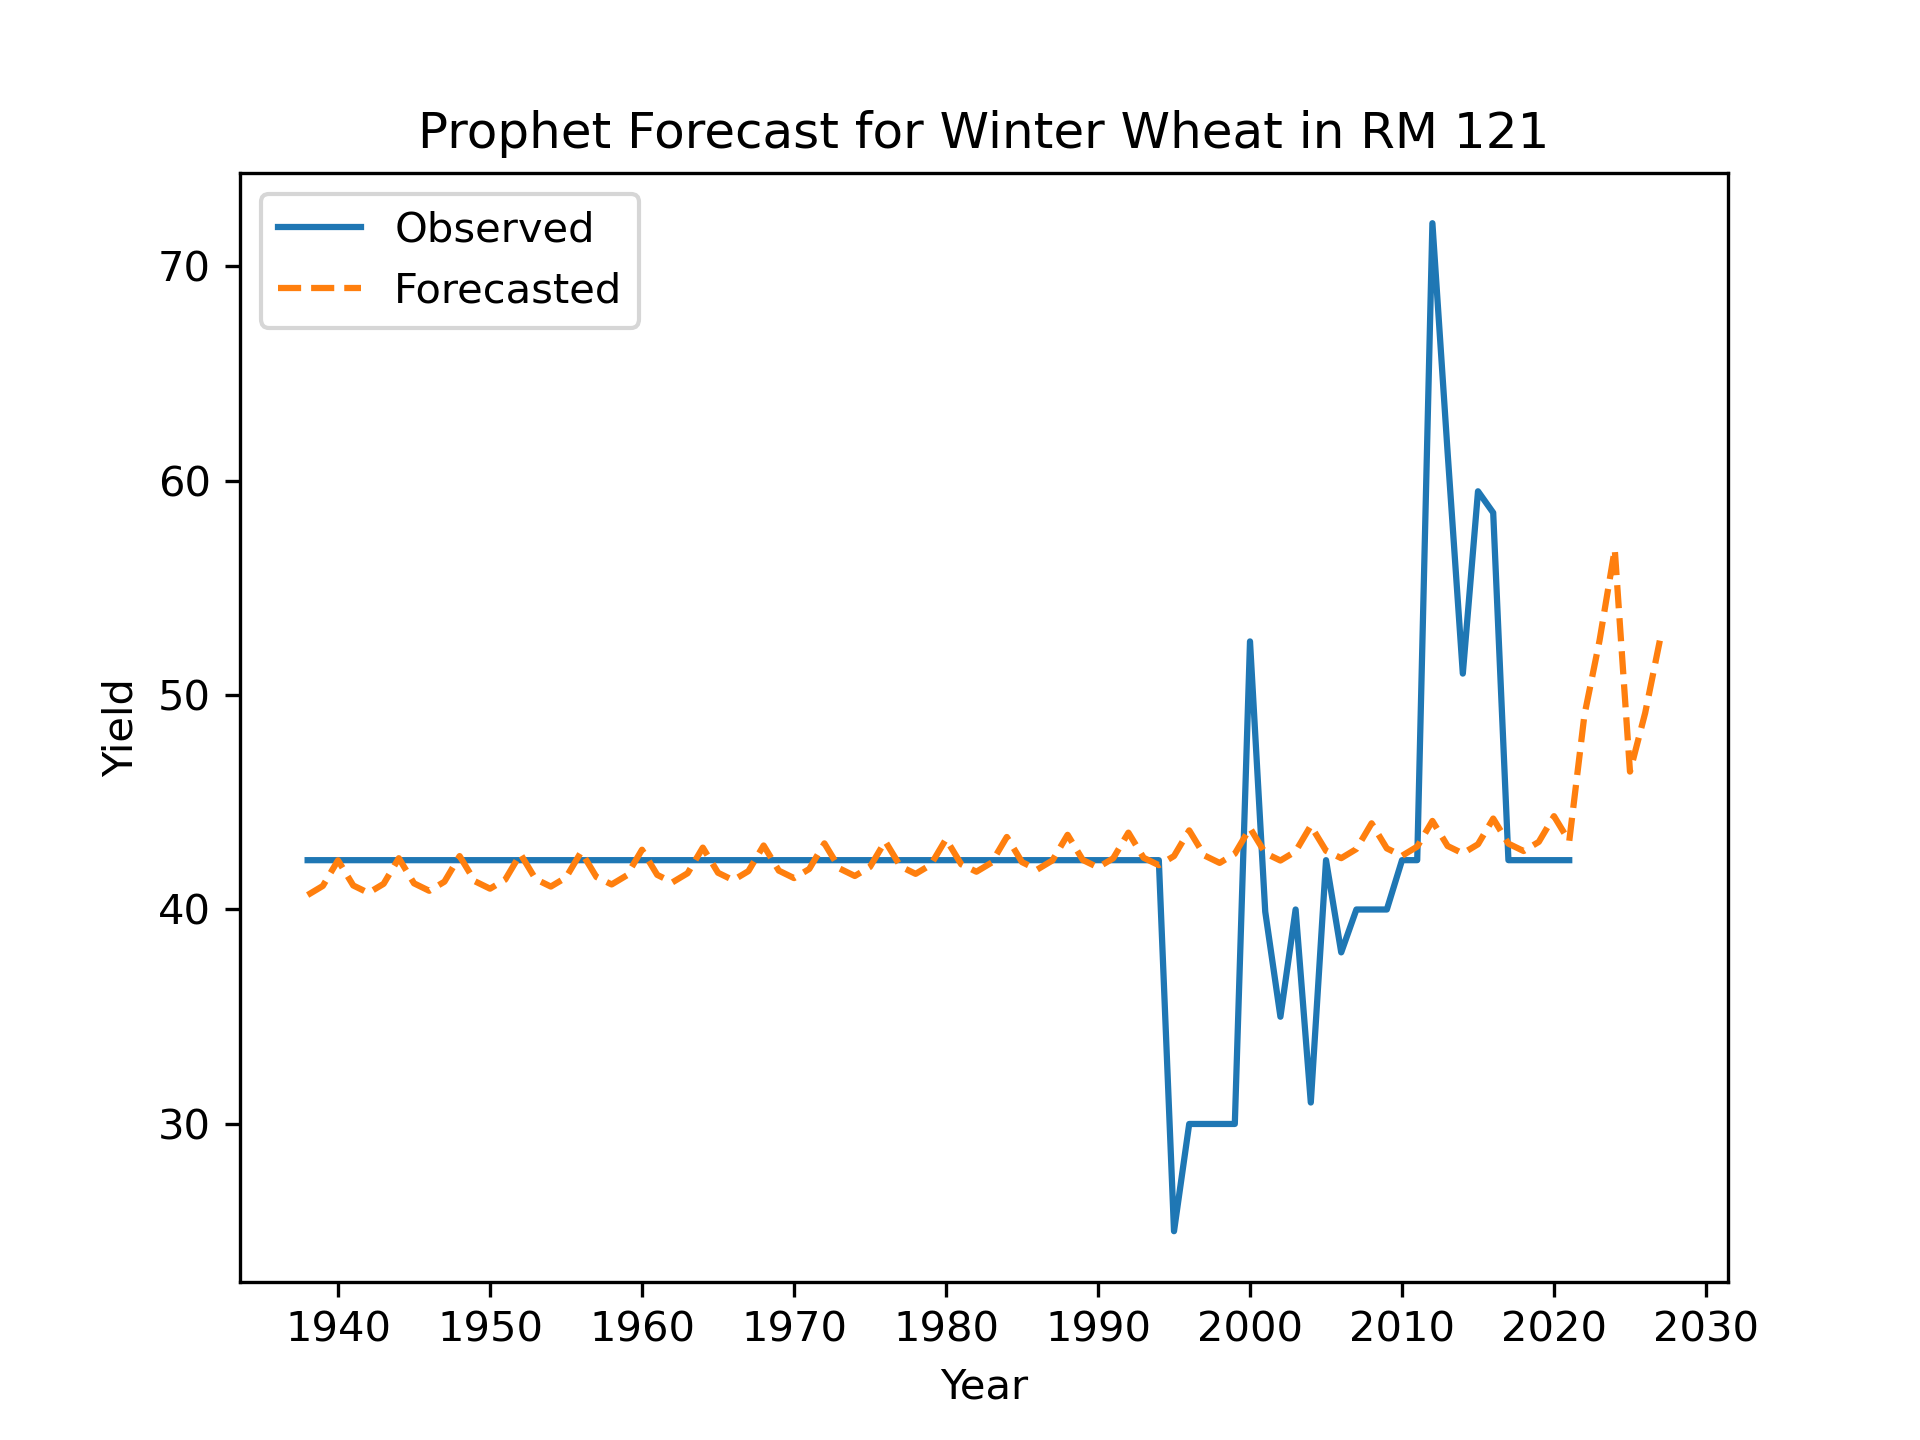 Prophet Forecast for Winter Wheat in RM 121
Observed
Forecasted
70
60
50
40
30
Yield
1940 1950 1960 1970 1980 1990 2000 2010 2020 2030
Year